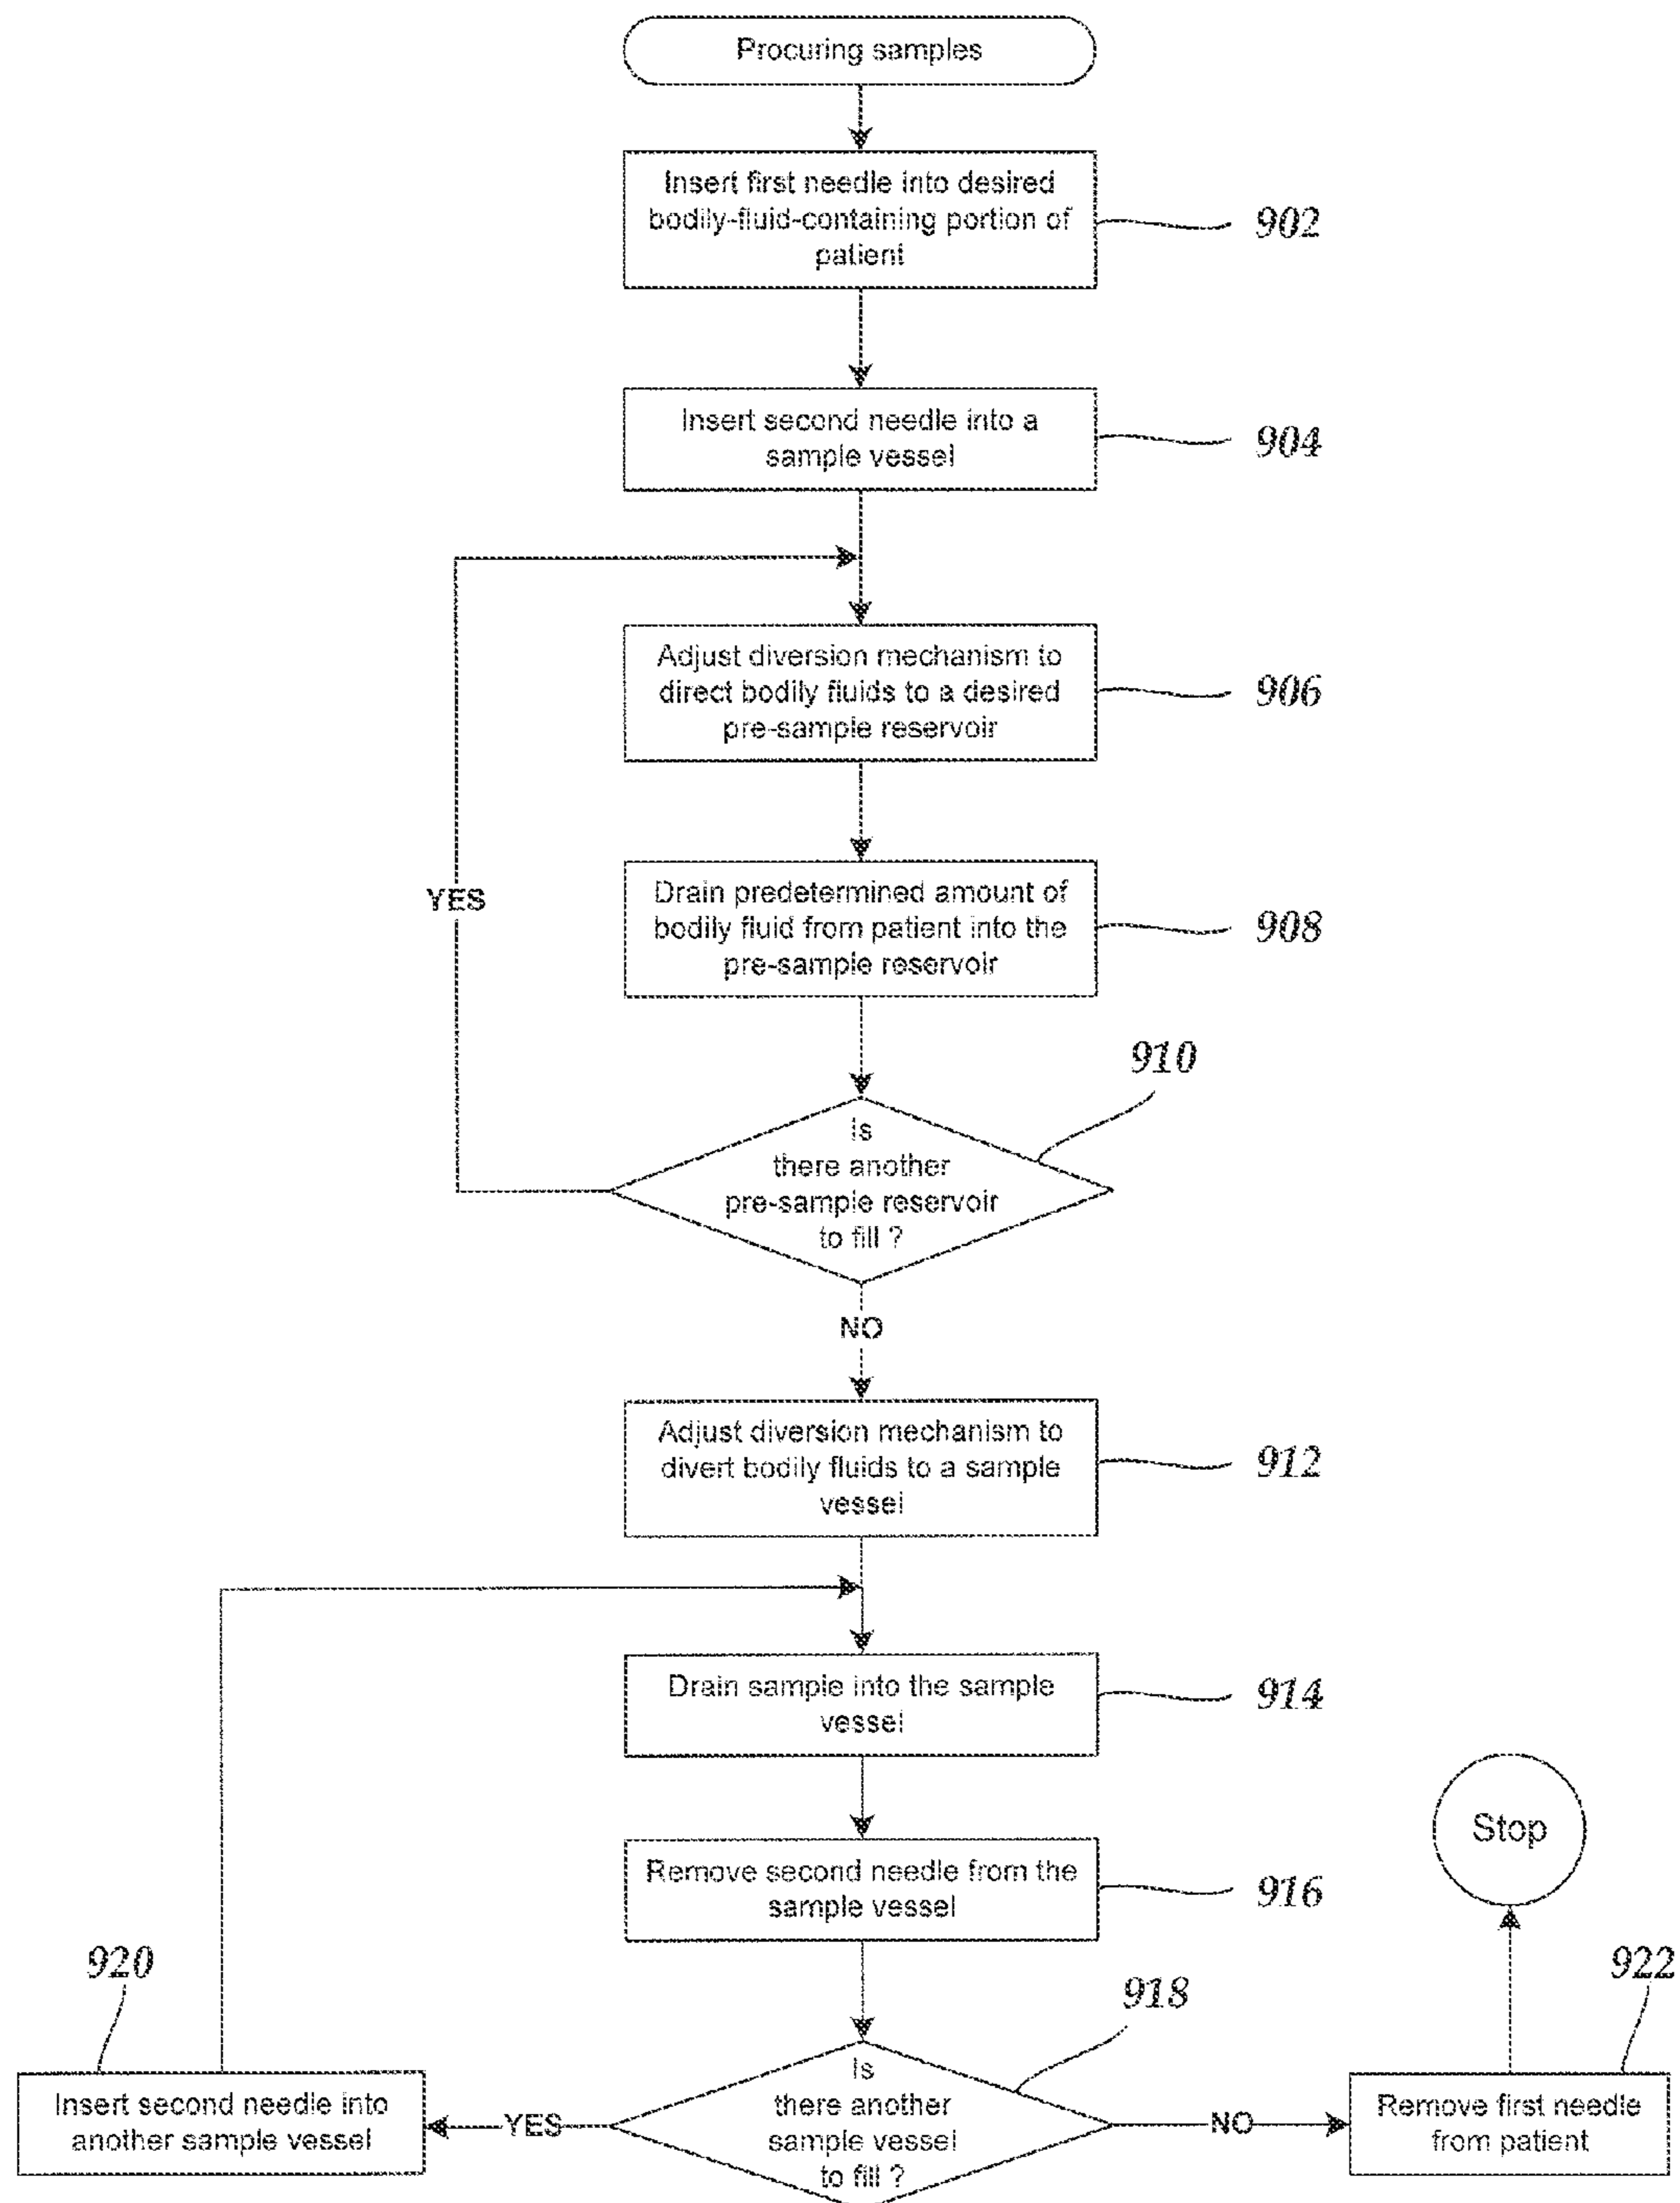 Procuring samples
Insert first needle into desired
bodily-fluid-containing portion of
patient
902
Insert second needle into a
sample vessel
904
Adjust diversion mechanism to
direct bodily fluids to a desired
pre-sample reservoir
906
YES
Drain predetermined amount of
bodily fluid from patient into the
pre-sample reservoir
908
910
Is
there another
pre-sample reservoir
to fill ?
NO
Adjust diversion mechanism to
divert bodily fluids to a sample
vessel
912
Drain sample into the sample
vessel
914
Stop
Remove second needle from the
sample vessel
916
920
918
922
Insert second needle into
another sample vessel
YES
Is
there another
sample vessel
to fill ?
NO
Remove first needle
from patient